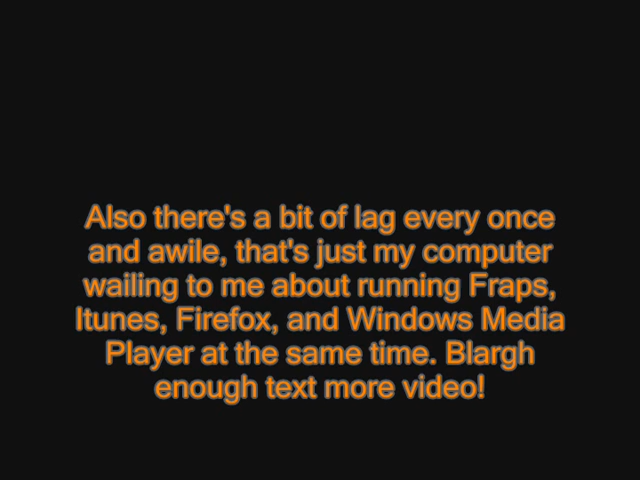 Also there's a bit of lag every once
and awile, that's just my computer
wailing to me about running Fraps,
Itunes, Firefox, and Windows Media
Player at the same time. Blargh
enough text more video!